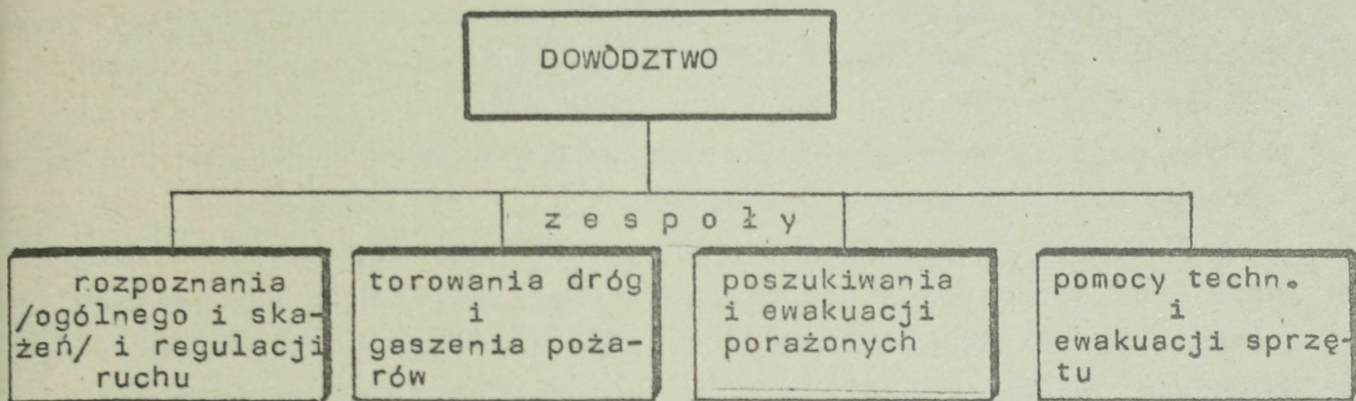 DOWÒDZTWO
z e s p o ł y
rozpoznania
/ogólnego i ska-
żeń/ i regulacji
ruchu
torowania dróg
i
gaszenia poża-
rów
poszukiwania
i ewakuacji
porażonych
pomocy techn.
i
ewakuacji sprzę-
tu